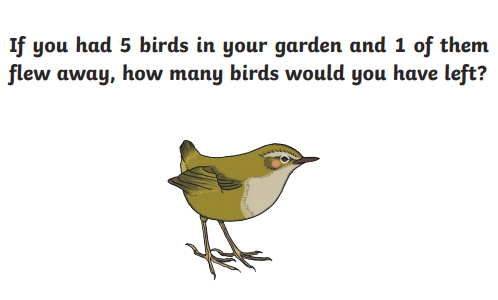 If you had 5 birds in your garden and 1 of them
flew away, how many birds would you have left?